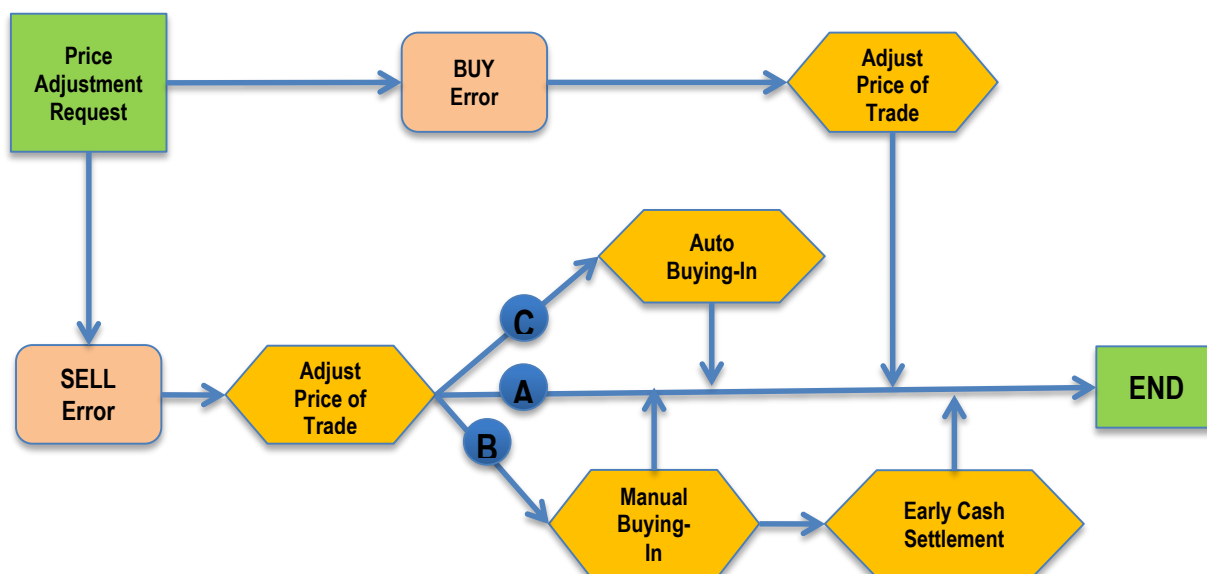 Price
Adjustment
Request
BUY
Error
Adjust
Price of
Trade
Auto
Buying-In
C
SELL
Error
Adjust
Price of
Trade
A
END
B
Manual
Buying-
In
Early Cash
Settlement